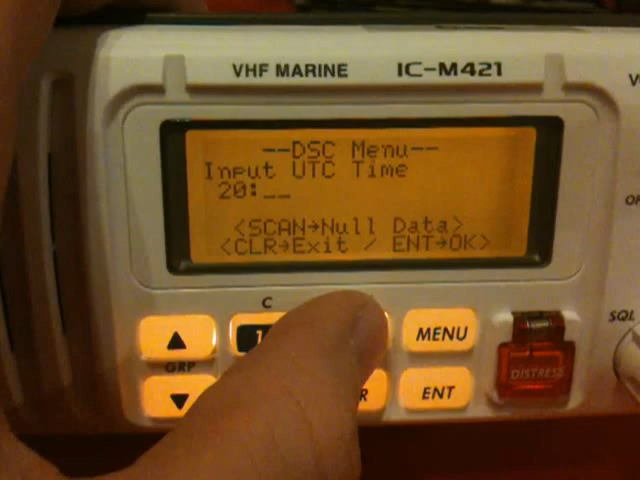 VHF MARINE IC-M421
--DSC Menu--
Input UTC Time
20:__
<SCAN→Null Data>
<CLR→Exit / ENT→OK>
C
MENU
GRP
ENT
DISTRESS
SQL